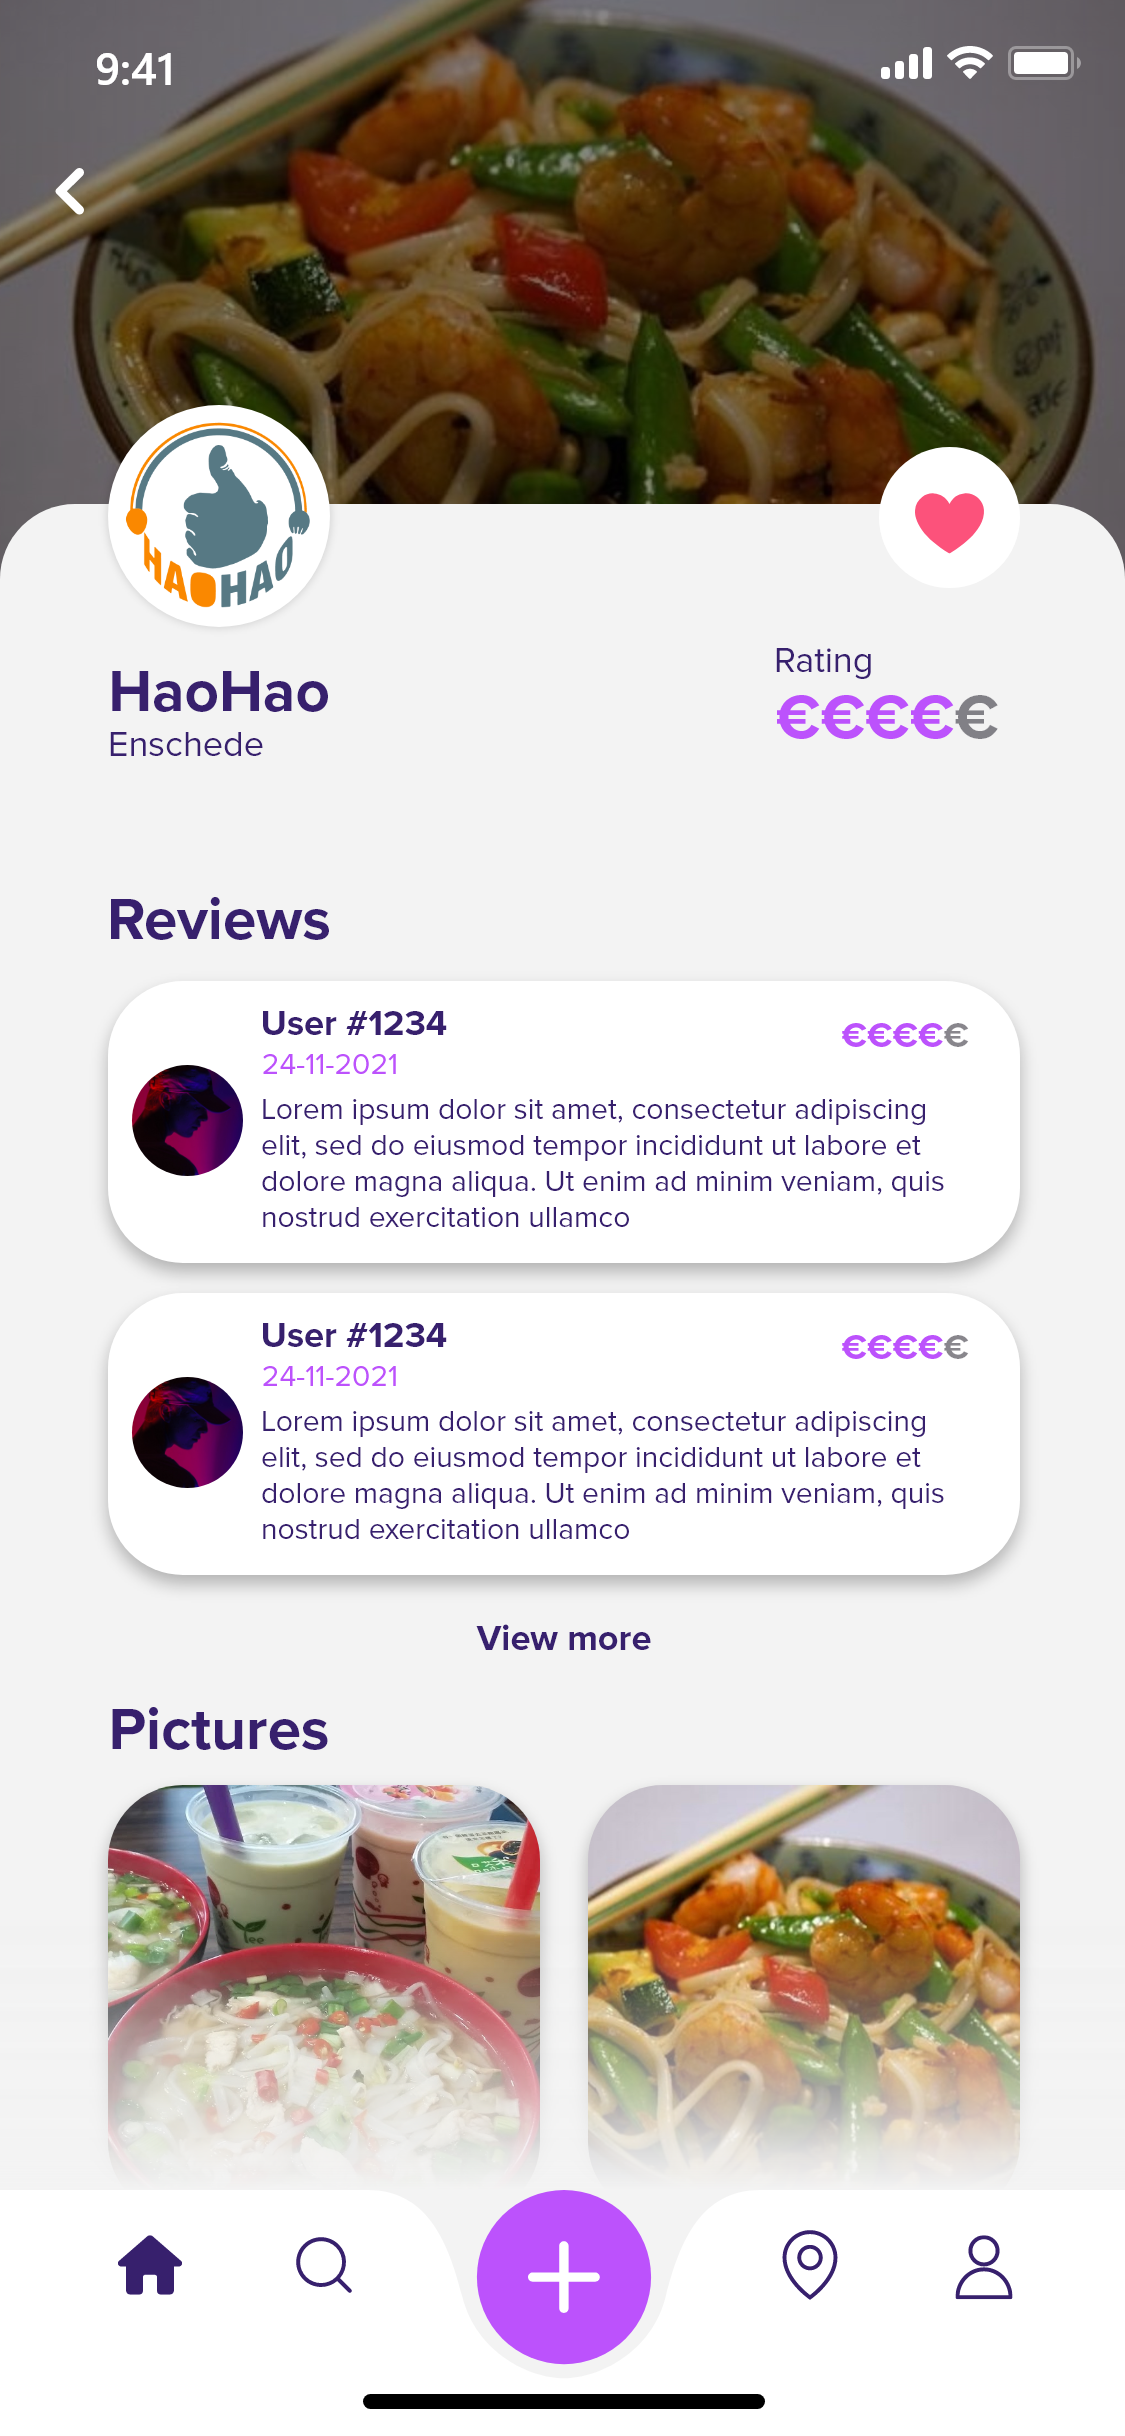 9:41
HAOHAO
HaoHao
Enschede
Rating
€€€€€
Reviews
User #1234
€€€€€
24-11-2021
Lorem ipsum dolor sit amet, consectetur adipiscing
elit, sed do eiusmod tempor incididunt ut labore et
dolore magna aliqua. Ut enim ad minim veniam, quis
nostrud exercitation ullamco
User #1234
€€€€€
24-11-2021
Lorem ipsum dolor sit amet, consectetur adipiscing
elit, sed do eiusmod tempor incididunt ut labore et
dolore magna aliqua. Ut enim ad minim veniam, quis
nostrud exercitation ullamco
View more
Pictures